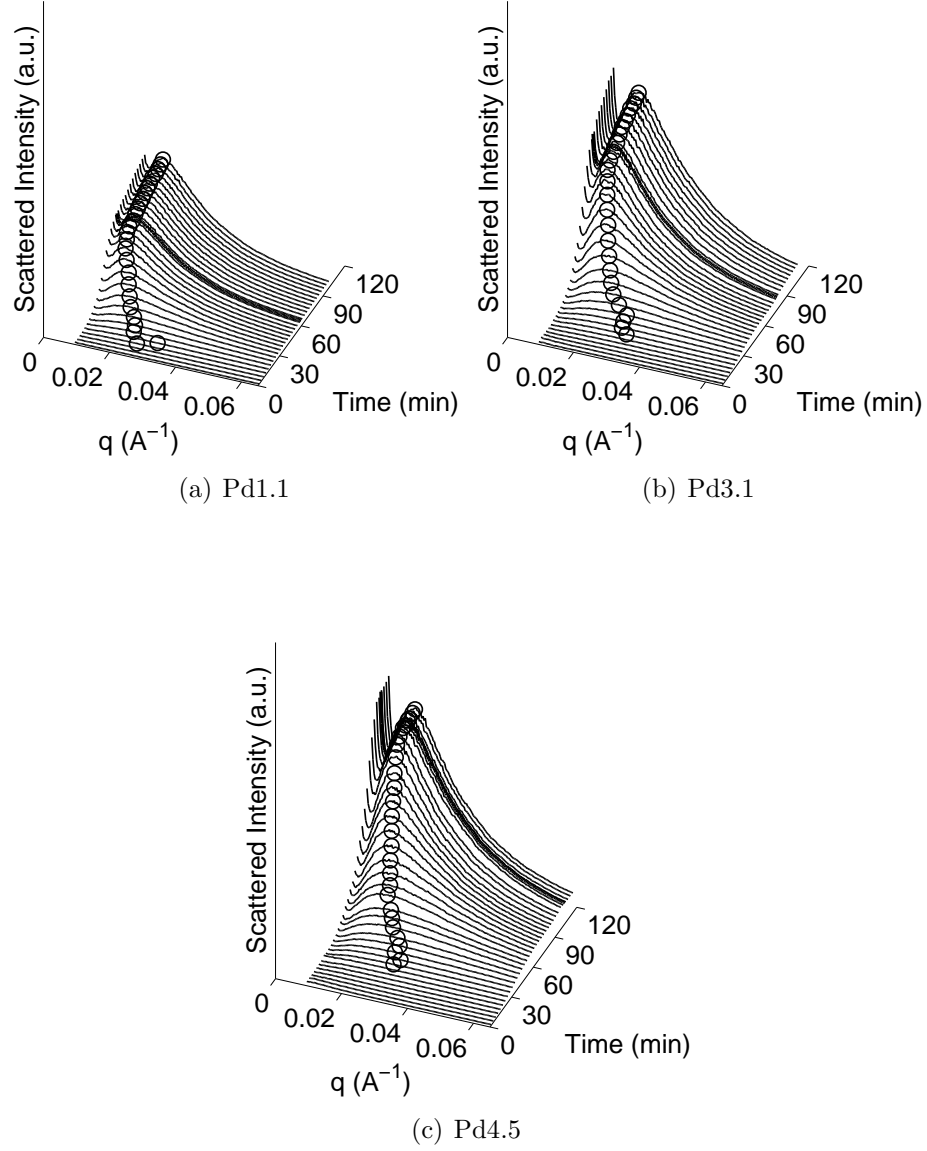 Scattered Intensity (a.u.)
0
0.02
0.04
0.06
q (A−1)
0
30
60
90
120
Time (min)
(a) Pd1.1
Scattered Intensity (a.u.)
0
0.02
0.04
0.06
q (A−1)
0
30
60
90
120
Time (min)
(b) Pd3.1
Scattered Intensity (a.u.)
0
0.02
0.04
0.06
q (A−1)
0
30
60
90
120
Time (min)
(c) Pd4.5